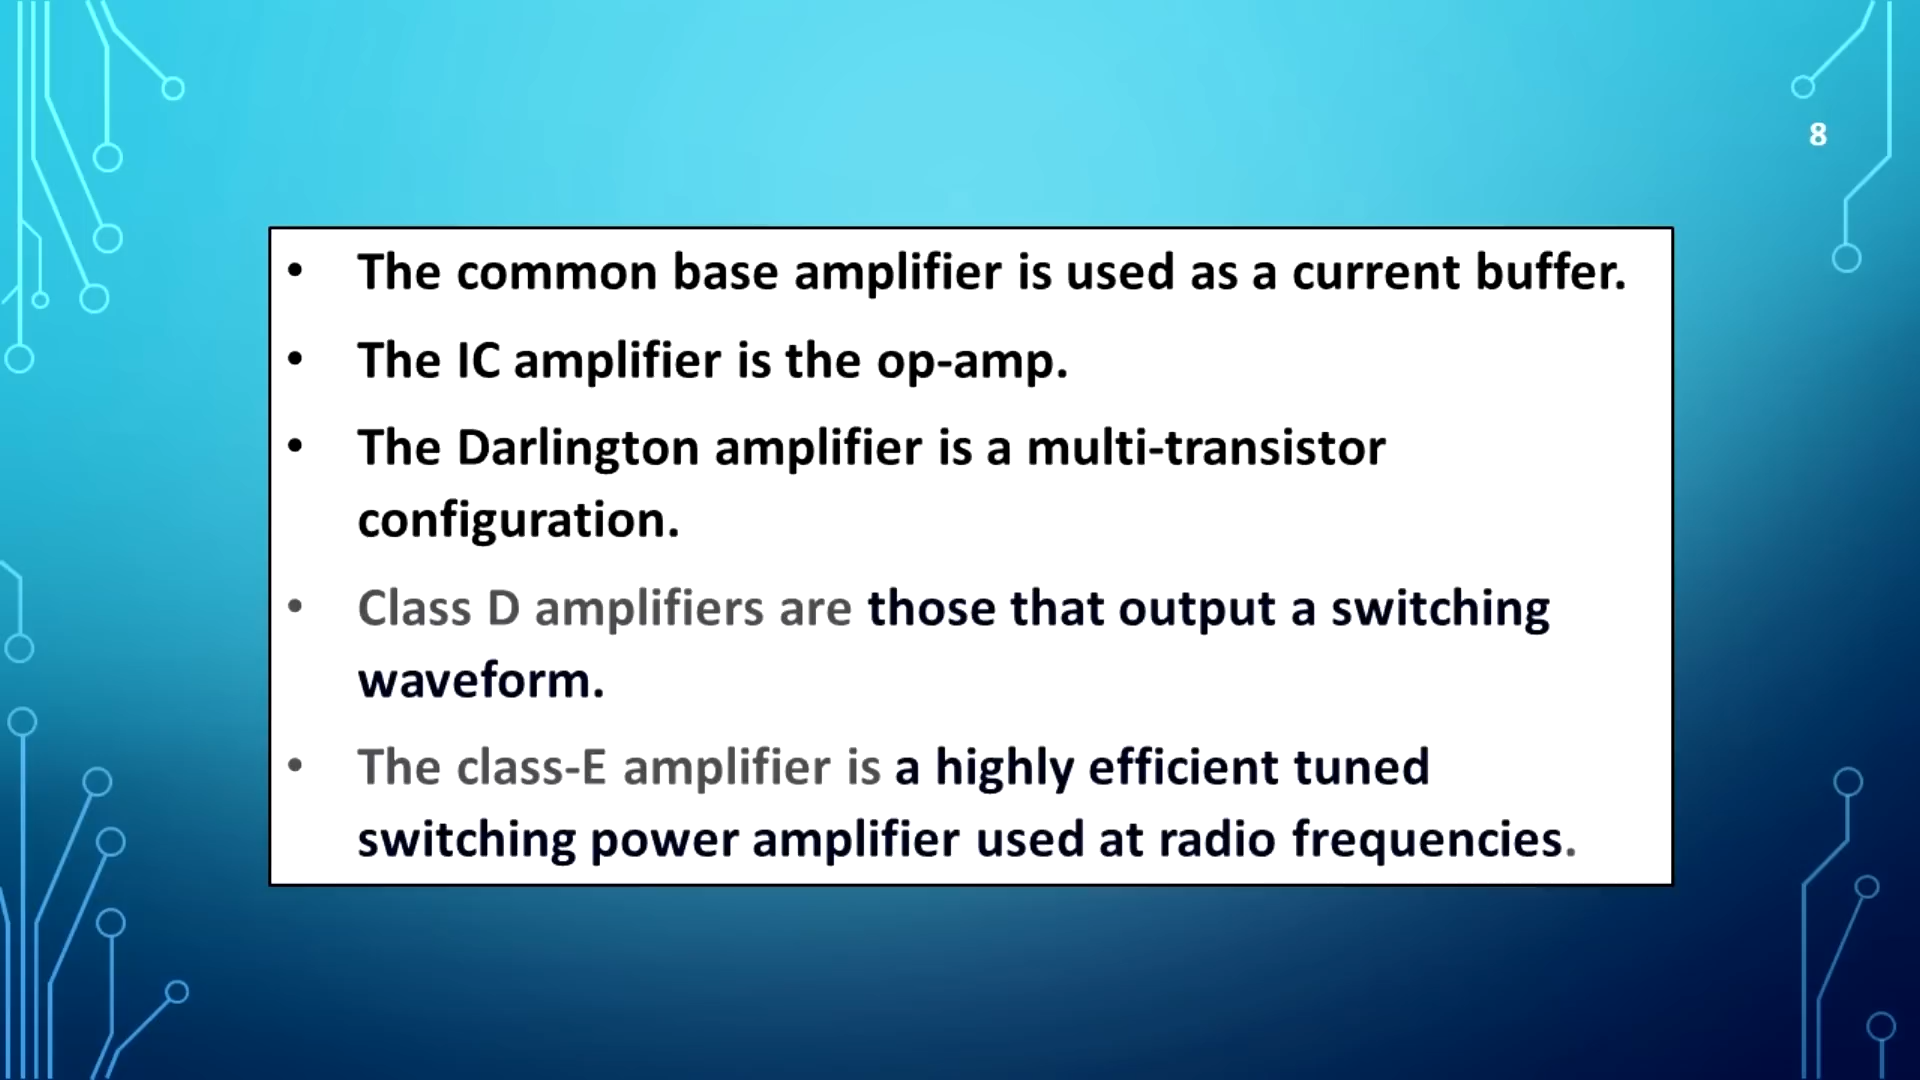 8
• The common base amplifier is used as a current buffer.
• The IC amplifier is the op-amp.
• The Darlington amplifier is a multi-transistor
configuration.
• Class D amplifiers are those that output a switching
waveform.
• The class-E amplifier is a highly efficient tuned
switching power amplifier used at radio frequencies.